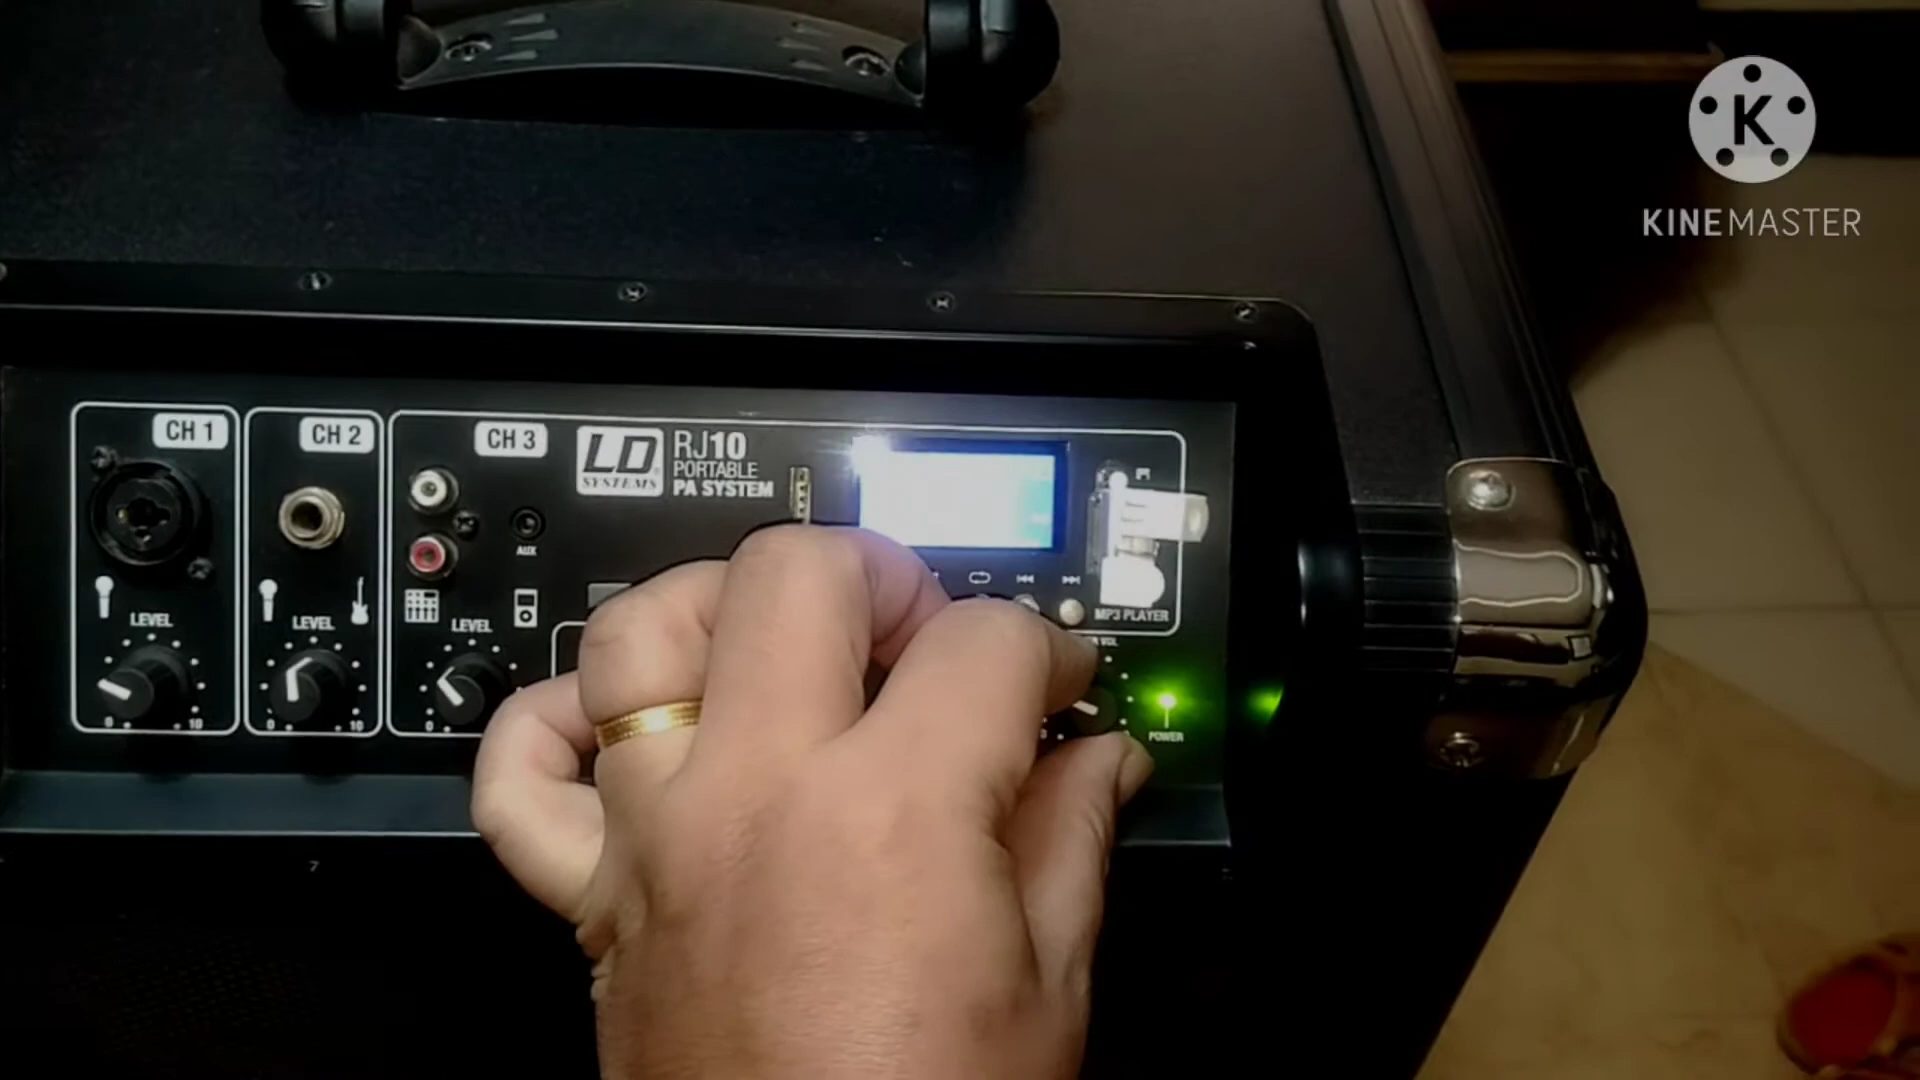 K
KINEMASTER
CH 1
CH 2
CH 3
LD
SYSTEMS
RJ10
PORTABLE
PA SYSTEM
AUX
LEVEL
LEVEL
LEVEL
MP3 PLAYER
VOL
0
10
0
10
0
POWER